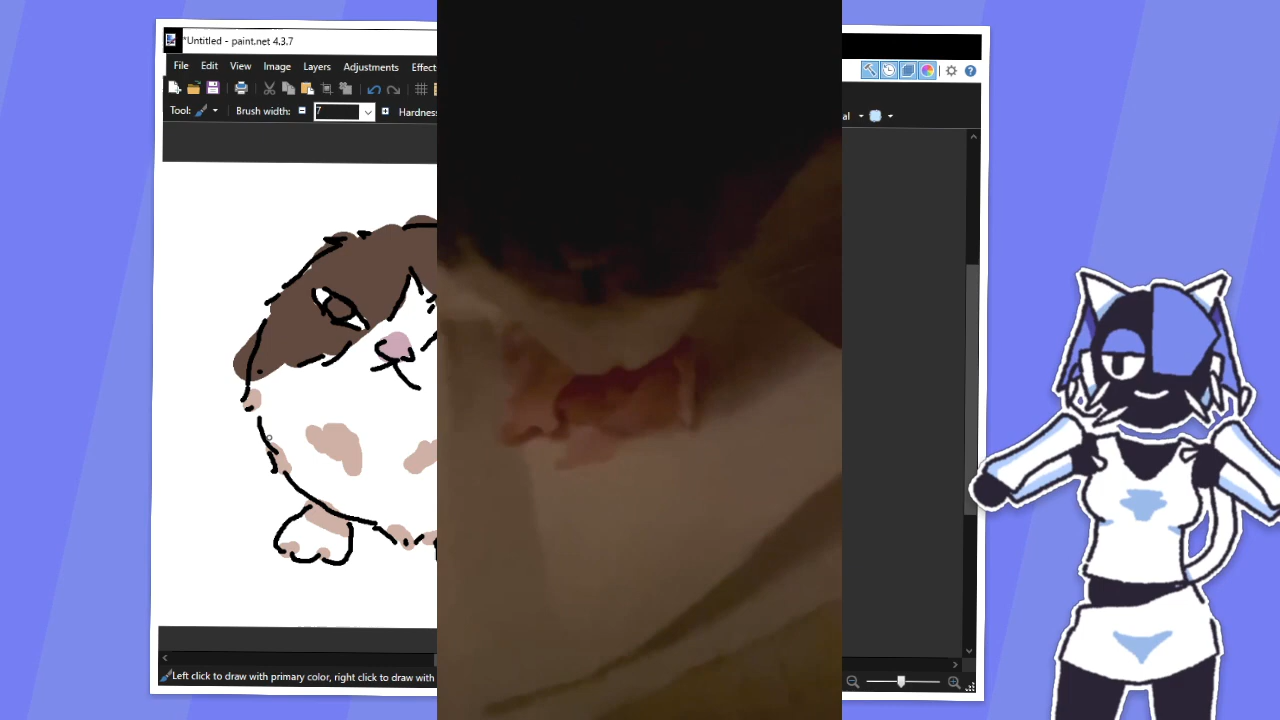 *Untitled - paint.net 4.3.7
File Edit View Image Layers Adjustments Effect
Tool: Brush width: 7 Hardness
al
Left click to draw with primary color, right click to draw with